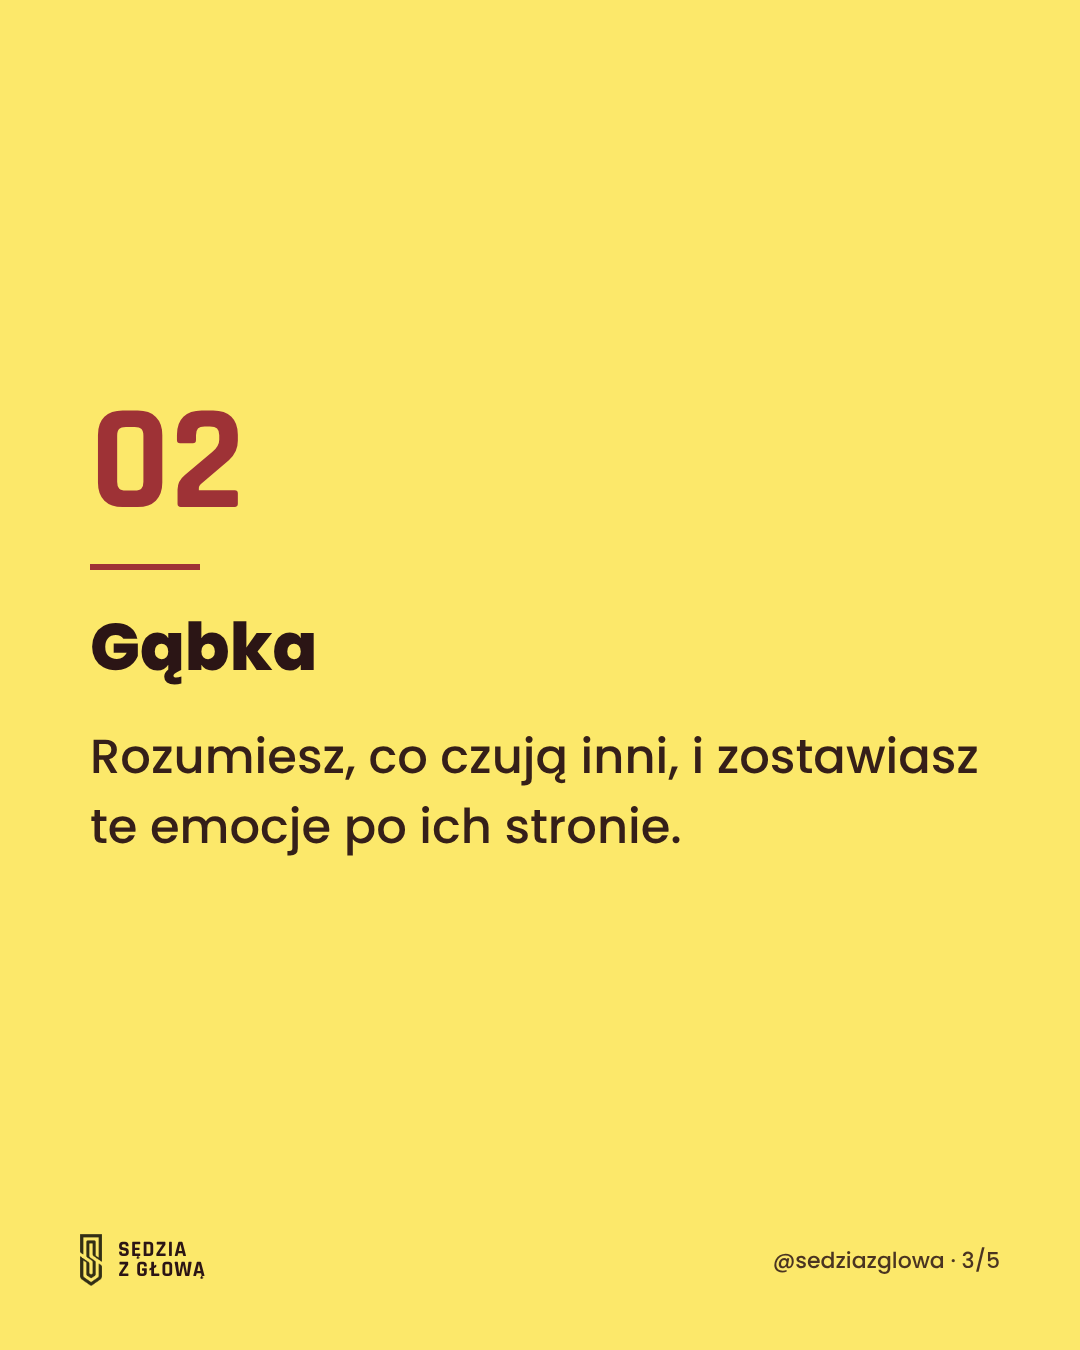 02
Gąbka
Rozumiesz, co czują inni, i zostawiasz
te emocje po ich stronie.
SĘDZIA
Z GŁOWĄ
@sedziazglowa · 3/5